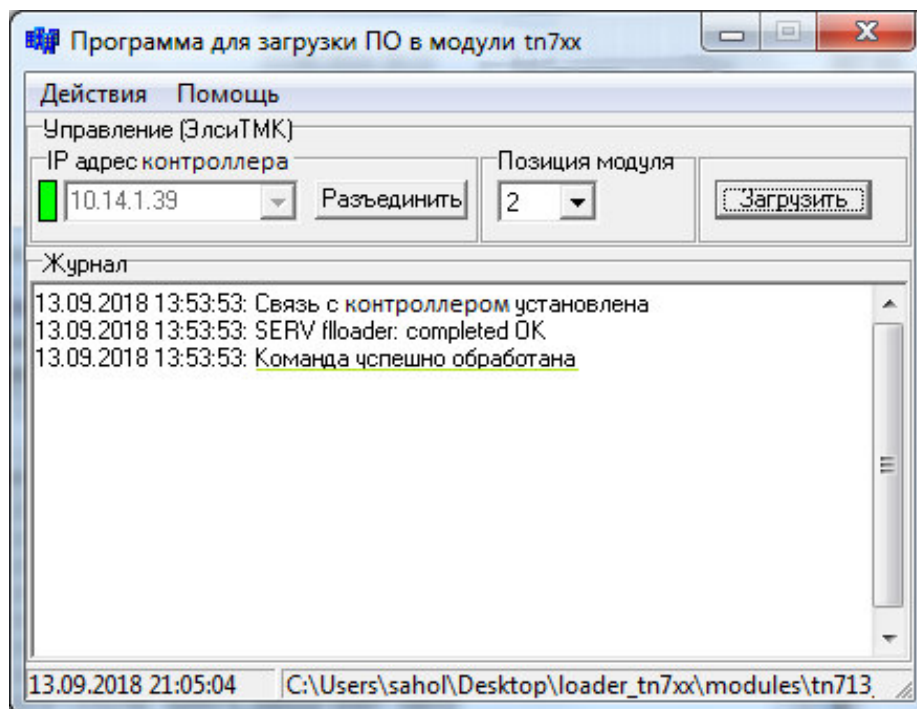 Программа для загрузки ПО в модули tn7xx
Действия Помощь
Управление (ЭлсиТМК)
IP адрес контроллера
Позиция модуля
10.14.1.39 Разъединить 2 Загрузить
Журнал
13.09.2018 13:53:53: Связь с контроллером установлена
13.09.2018 13:53:53: SERV flloader: completed OK
13.09.2018 13:53:53: Команда успешно обработана
13.09.2018 21:05:04 C:\Users\sahol\Desktop\loader_tn7xx\modules\tn713_